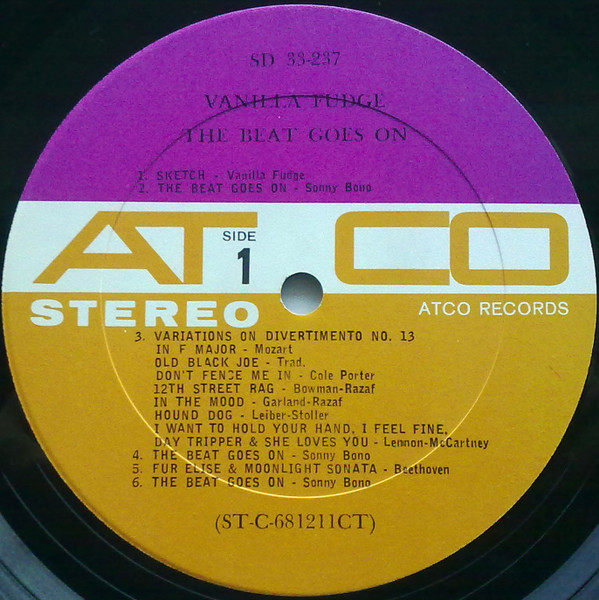 SD 33-237
VANILLA FUDGE
THE BEAT GOES ON
1. SKETCH - Vanilla Fudge
2. THE BEAT GOES ON - Sonny Bono
AT CO
SIDE
1
STEREO
ATCO RECORDS
3. VARIATIONS ON DIVERTIMENTO NO. 13
IN F MAJOR - Mozart
OLD BLACK JOE - Trad.
DON'T FENCE ME IN - Cole Porter
12TH STREET RAG - Bowman-Razaf
IN THE MOOD - Garland-Razaf
HOUND DOG - Leiber-Stoller
I WANT TO HOLD YOUR HAND, I FEEL FINE,
DAY TRIPPER & SHE LOVES YOU - Lennon-McCartney
4. THE BEAT GOES ON - Sonny Bono
5. FUR ELISE & MOONLIGHT SONATA - Beethoven
6. THE BEAT GOES ON - Sonny Bono
(ST-C-681211CT)